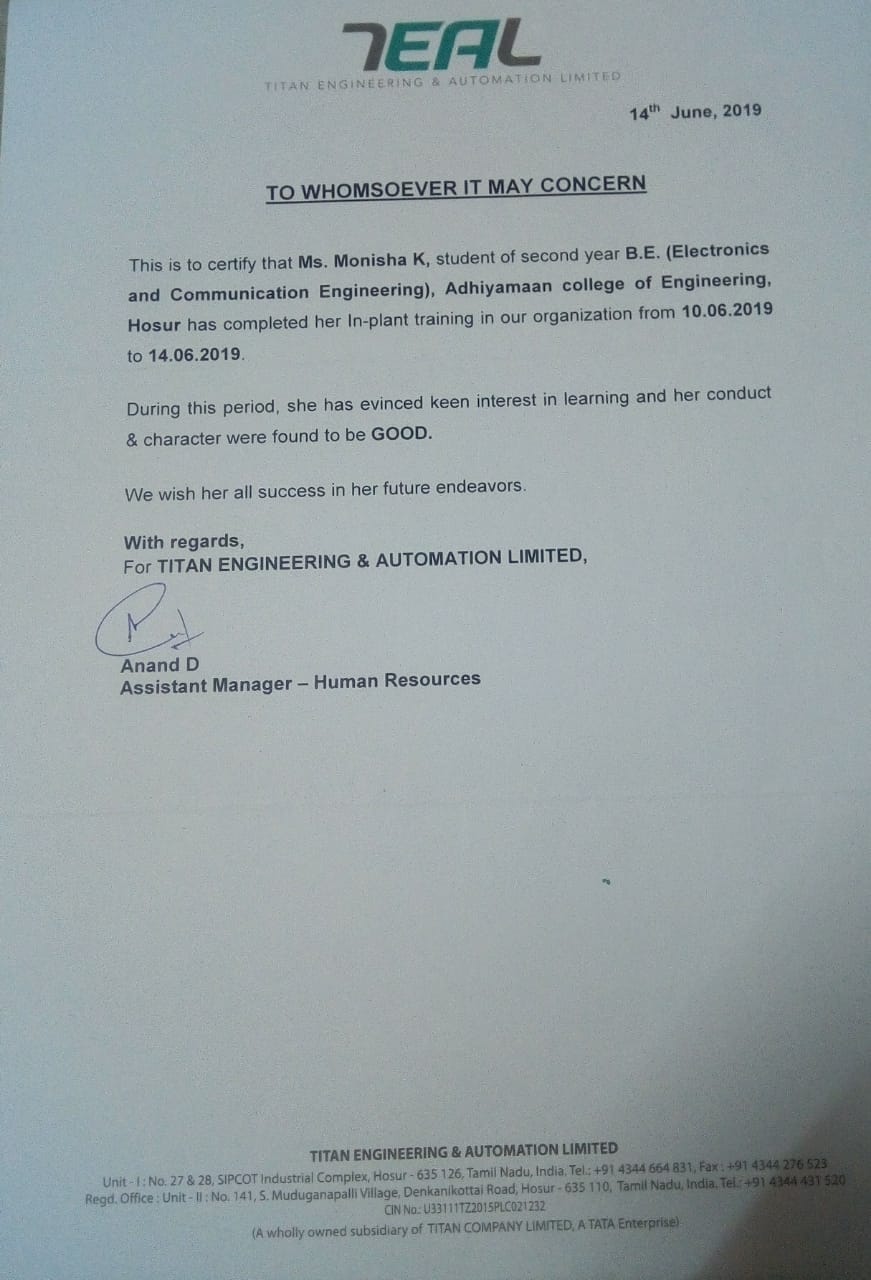 TEAL
TITAN ENGINEERING & AUTOMATION LIMITED
14th June, 2019
TO WHOMSOEVER IT MAY CONCERN
This is to certify that Ms. Monisha K, student of second year B.E. (Electronics
and Communication Engineering), Adhiyamaan college of Engineering,
Hosur has completed her In-plant training in our organization from 10.06.2019
to 14.06.2019.
During this period, she has evinced keen interest in learning and her conduct
& character were found to be GOOD.
We wish her all success in her future endeavors.
With regards,
For TITAN ENGINEERING & AUTOMATION LIMITED,
Anand D
Assistant Manager – Human Resources
TITAN ENGINEERING & AUTOMATION LIMITED
Unit - I : No. 27 & 28, SIPCOT Industrial Complex, Hosur - 635 126, Tamil Nadu, India. Tel.: +91 4344 664 831, Fax : +91 4344 276 523
Regd. Office : Unit - II : No. 141, S. Muduganapalli Village, Denkanikottai Road, Hosur - 635 110, Tamil Nadu, India. Tel.: +91 4344 431 520
CIN No.: U33111TZ2015PLC021232
(A wholly owned subsidiary of TITAN COMPANY LIMITED, A TATA Enterprise)